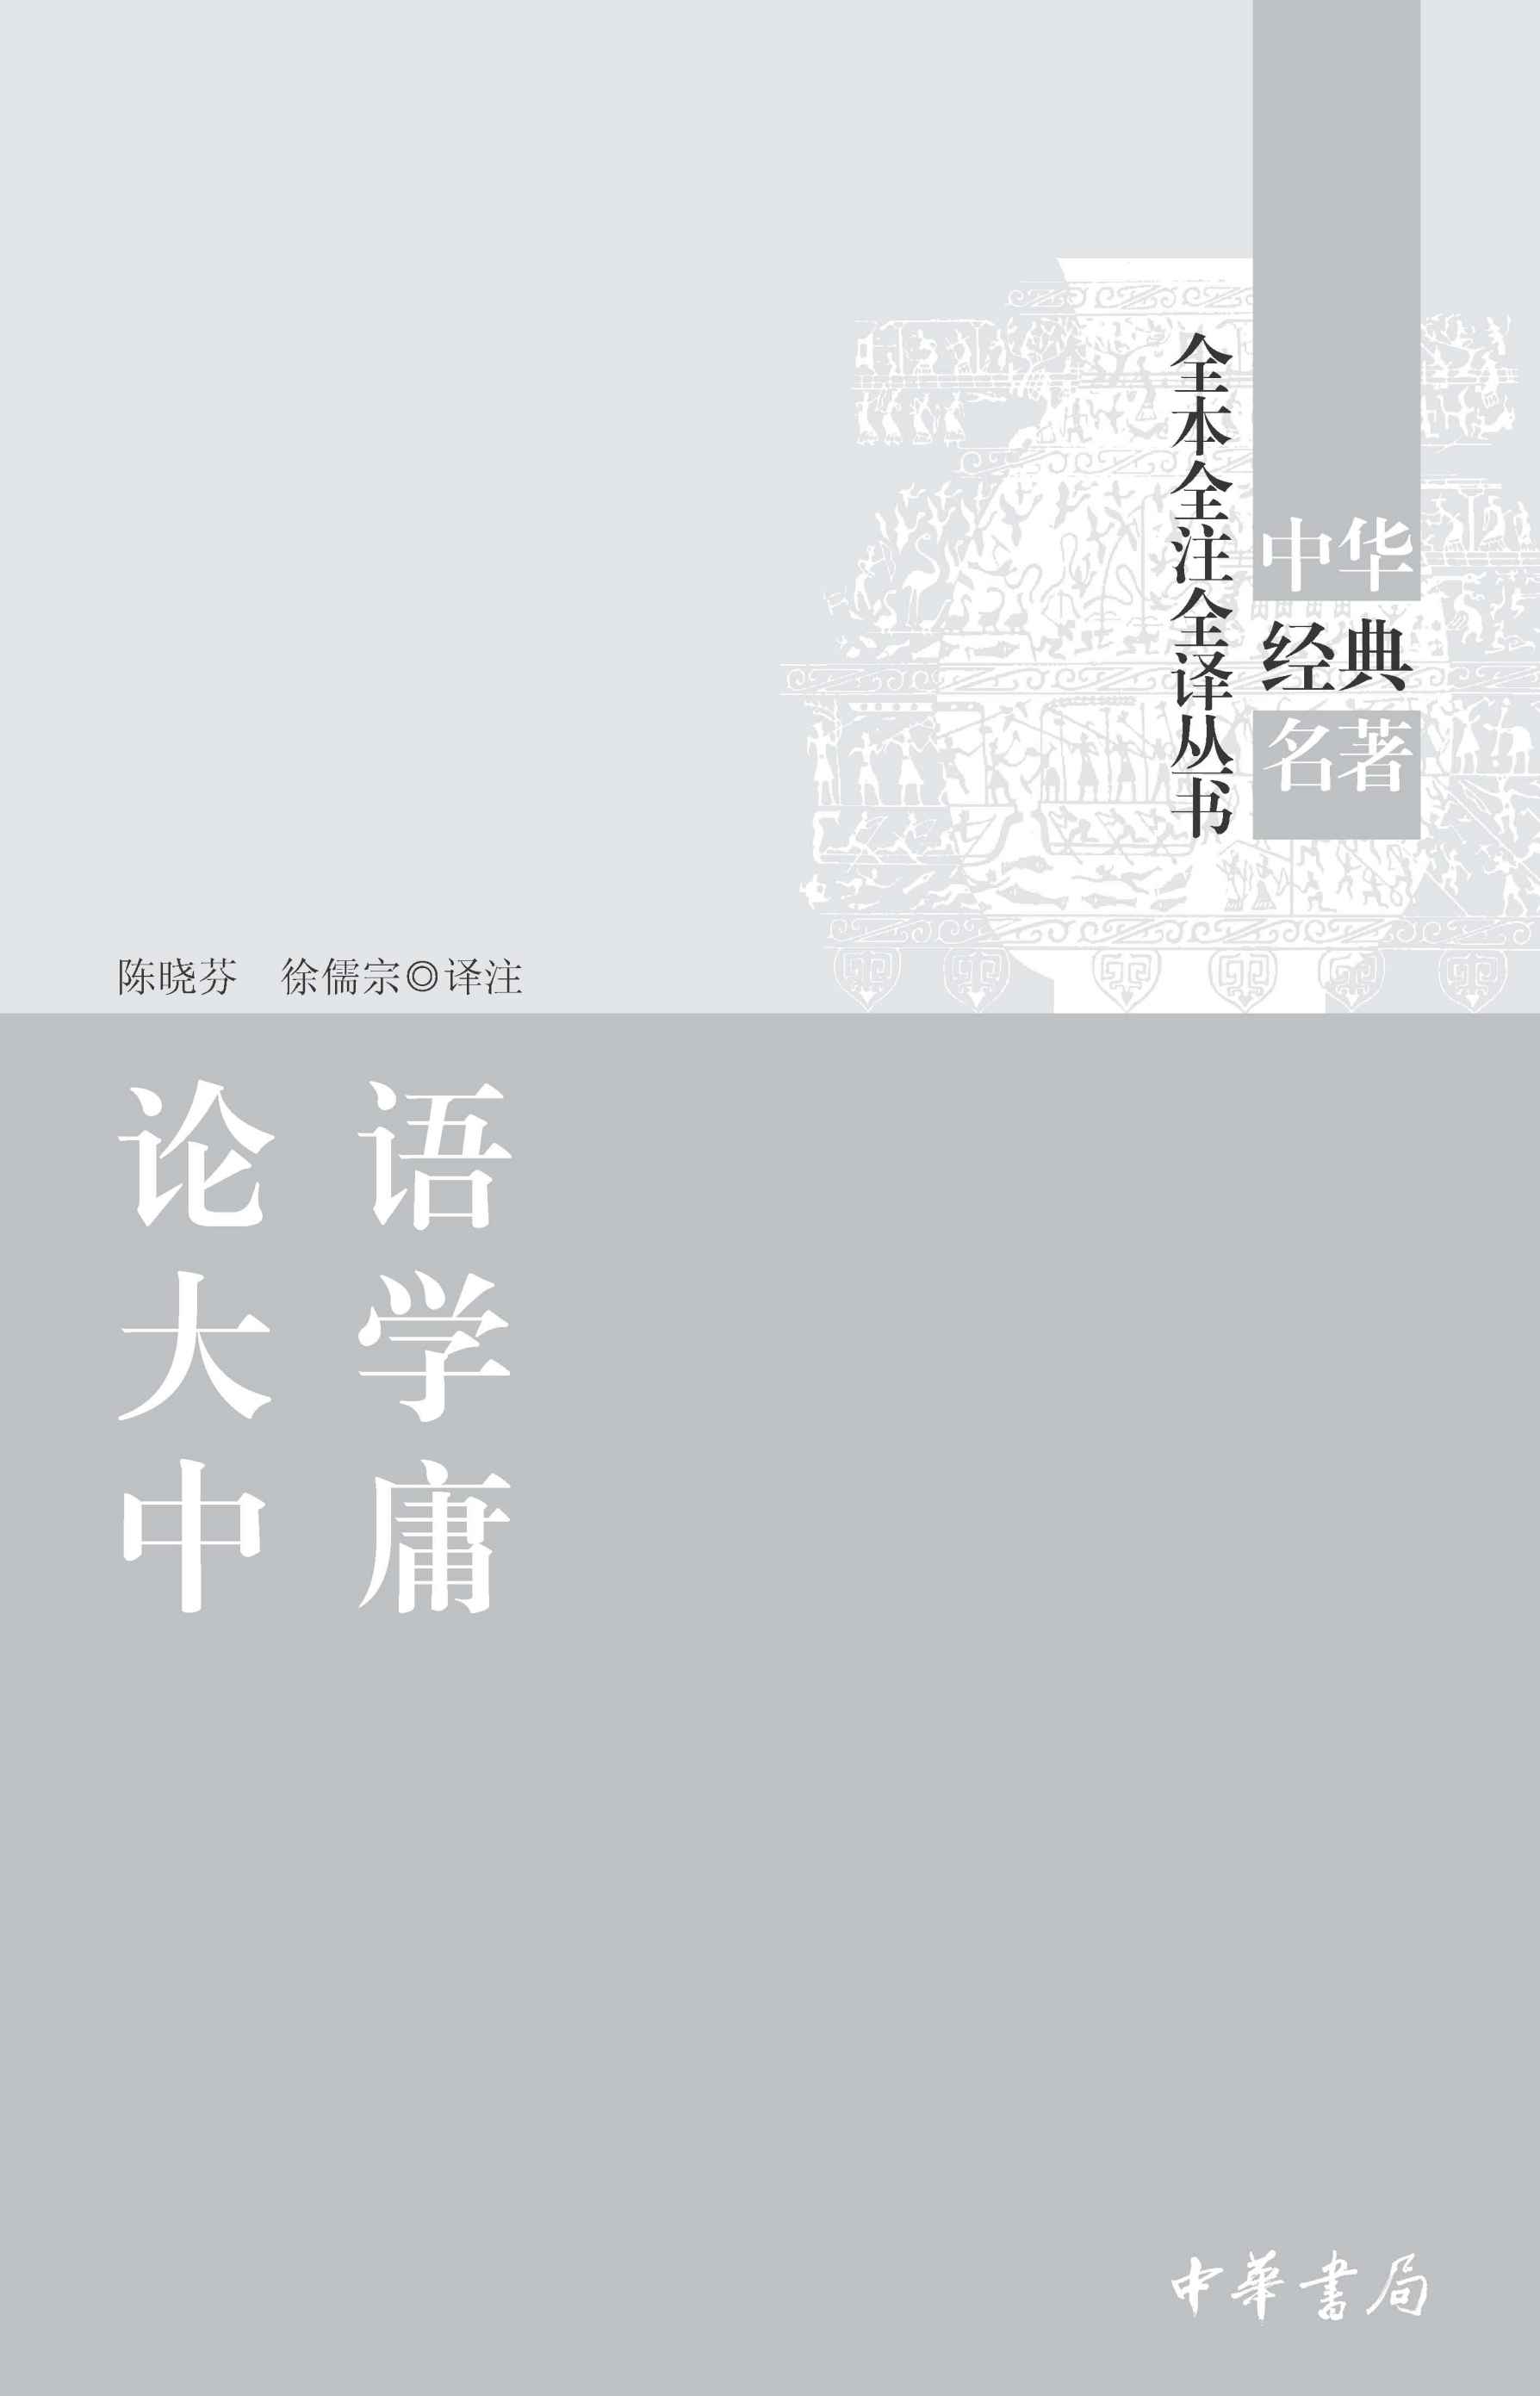 中华
经典
名著
全本全注全译丛书
陈晓芬 徐儒宗◎译注
论语
大学
中庸
中華書局